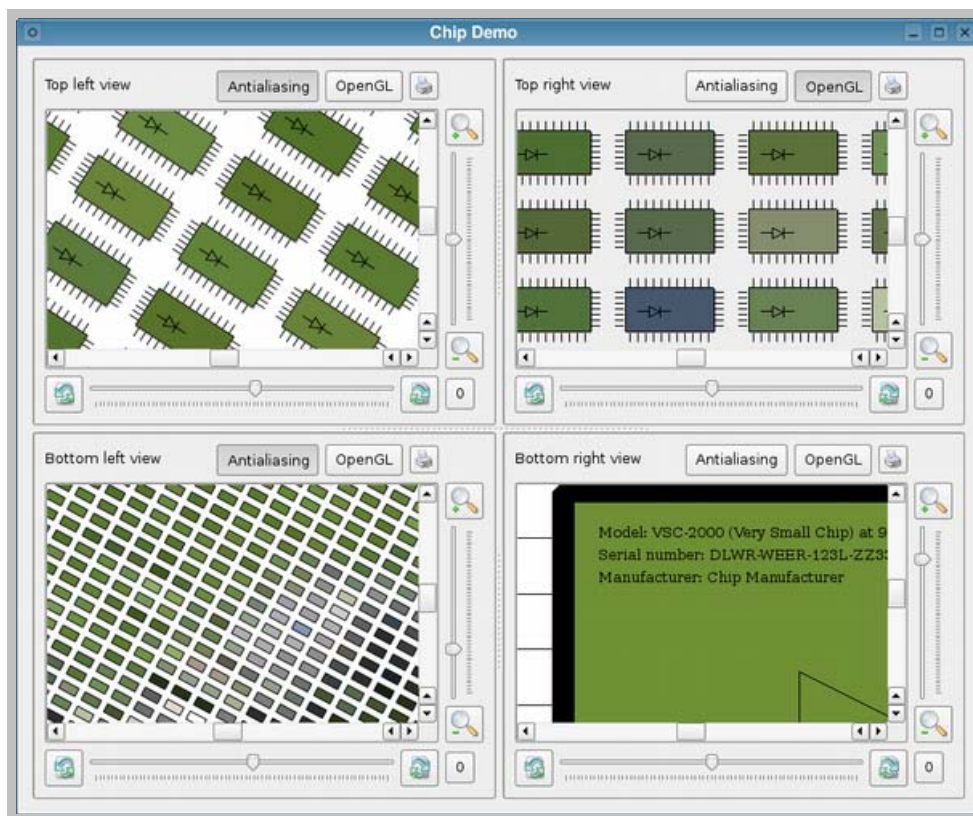 Chip Demo
Top left view Antialiasing OpenGL
Top right view Antialiasing OpenGL
0
0
Bottom left view Antialiasing OpenGL
Bottom right view Antialiasing OpenGL
Model: VSC-2000 (Very Small Chip) at 9
Serial number: DLWR-WEER-123L-ZZ33
Manufacturer: Chip Manufacturer
0
0